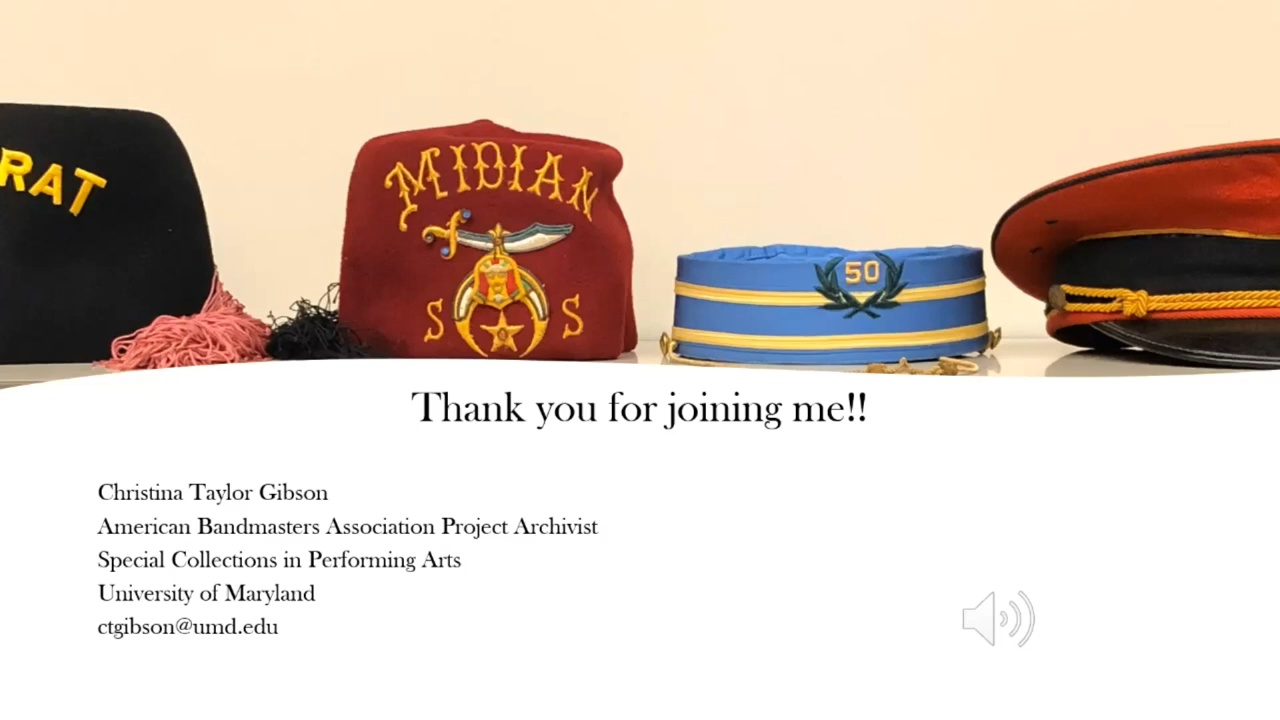 RAT
MIDIAN
S S
50
Thank you for joining me!!
Christina Taylor Gibson
American Bandmasters Association Project Archivist
Special Collections in Performing Arts
University of Maryland
ctgibson@umd.edu